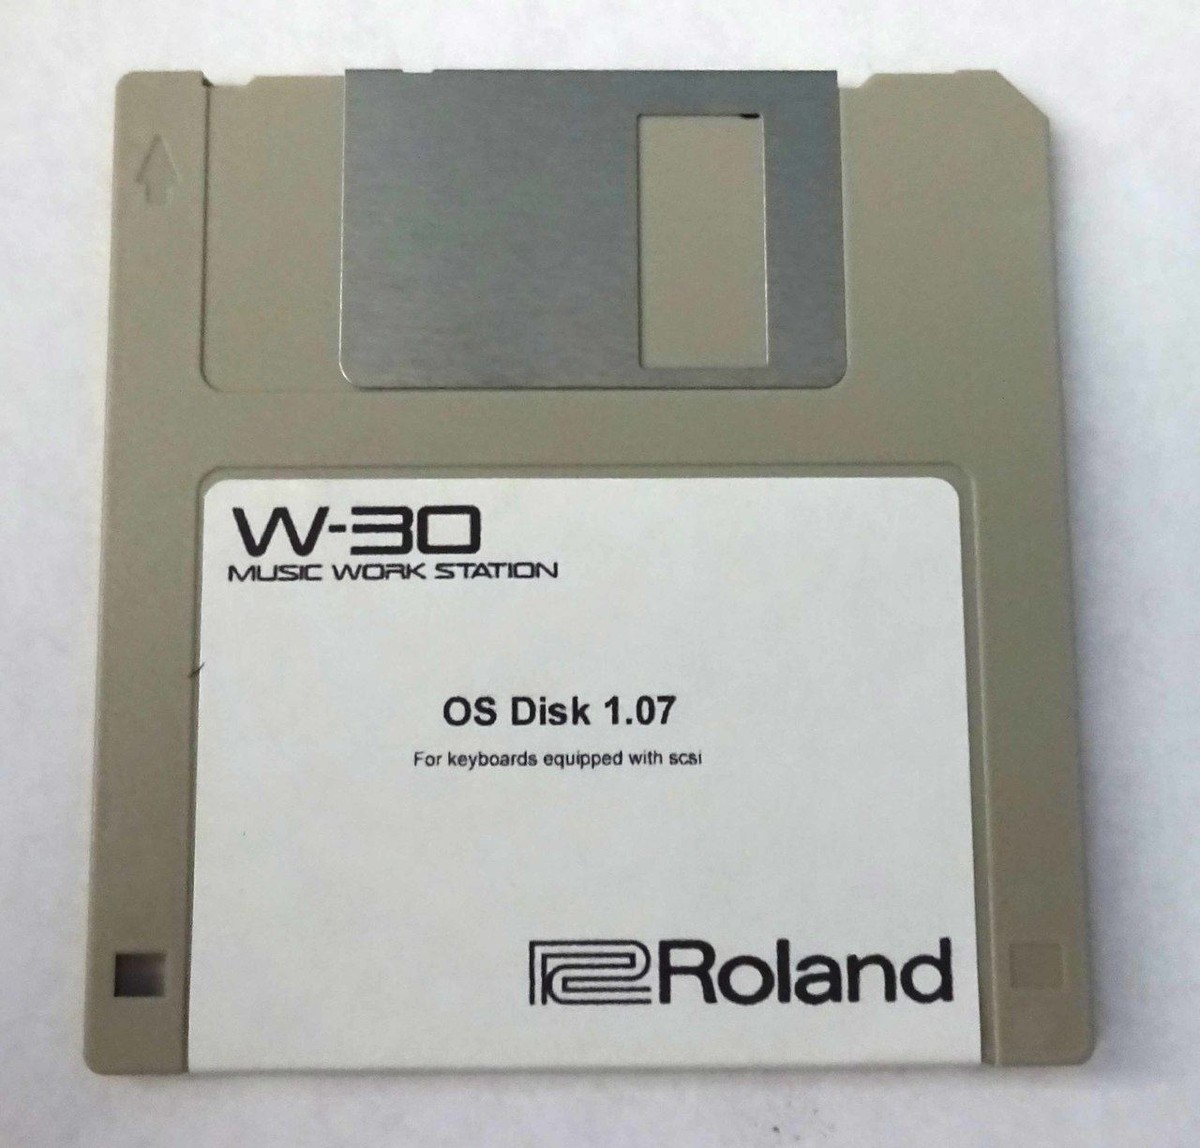 W-30
MUSIC WORK STATION
OS Disk 1.07
For keyboards equipped with scsi
Roland